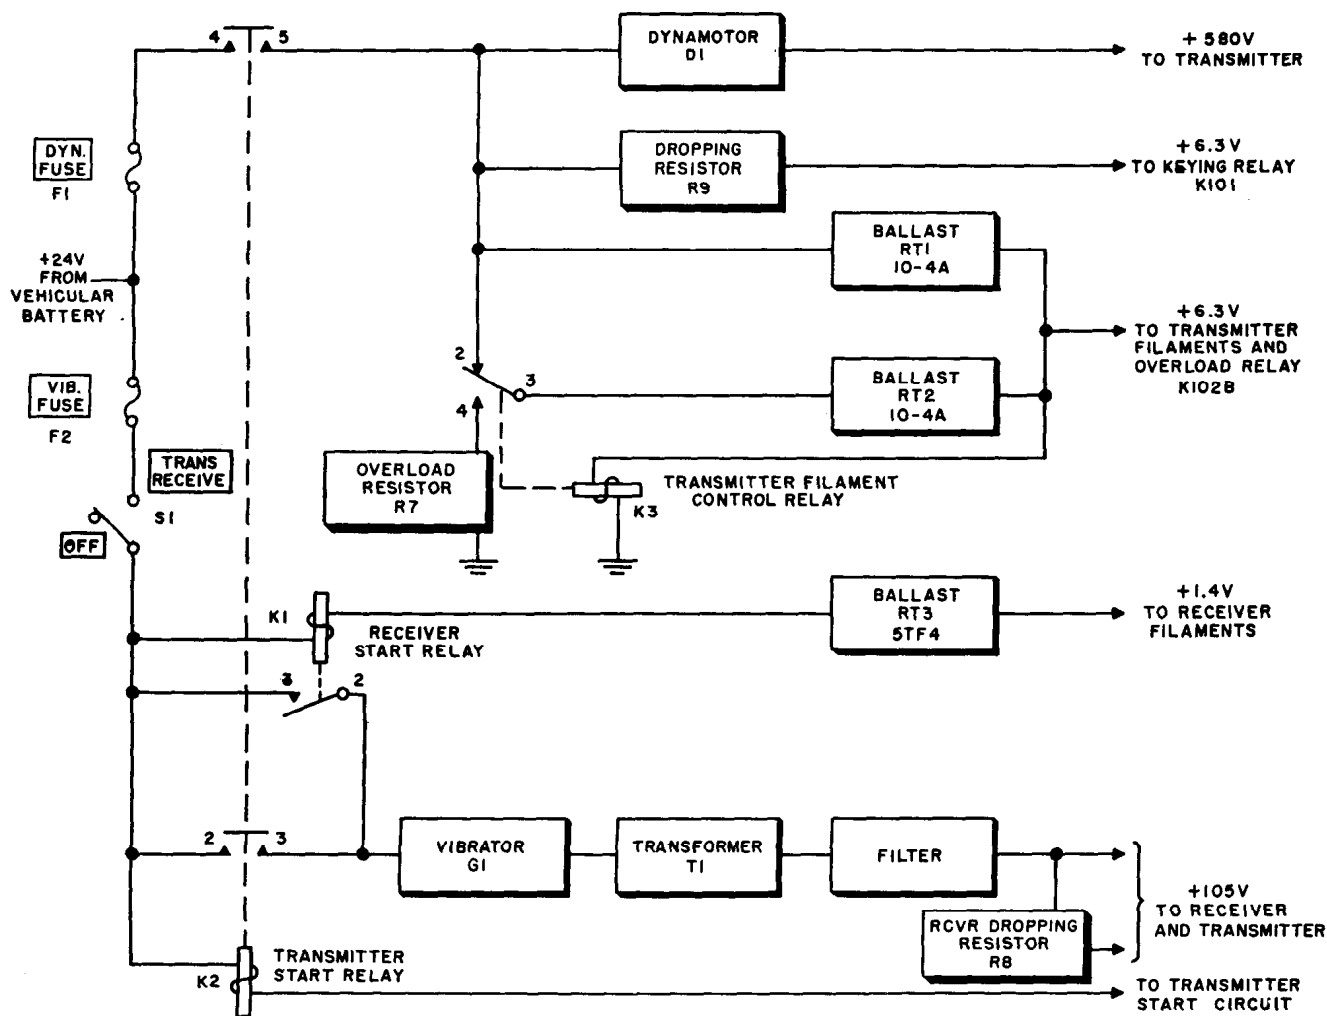 4
5
DYNAMOTOR
D1
+ 580V
TO TRANSMITTER
DYN.
FUSE
F1
DROPPING
RESISTOR
R9
+6.3V
TO KEYING RELAY
K101
BALLAST
RT1
10-4A
+24V
FROM
VEHICULAR
BATTERY
+6.3V
TO TRANSMITTER
FILAMENTS AND
OVERLOAD RELAY
K102B
2
3
4
BALLAST
RT2
10-4A
VIB.
FUSE
F2
TRANS
RECEIVE
S1
OFF
OVERLOAD
RESISTOR
R7
TRANSMITTER FILAMENT
CONTROL RELAY
K3
K1
RECEIVER
START RELAY
BALLAST
RT3
5TF4
+1.4V
TO RECEIVER
FILAMENTS
3
2
2
3
VIBRATOR
G1
TRANSFORMER
T1
FILTER
+105V
TO RECEIVER
AND TRANSMITTER
RCVR DROPPING
RESISTOR
R8
K2
TRANSMITTER
START RELAY
TO TRANSMITTER
START CIRCUIT